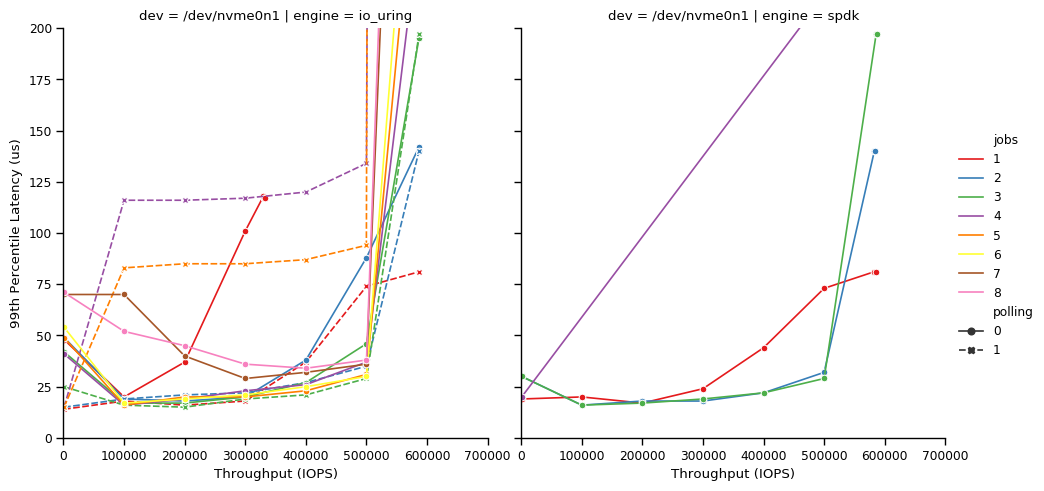 dev = /dev/nvme0n1 | engine = io_uring
dev = /dev/nvme0n1 | engine = spdk
99th Percentile Latency (us)
200
175
150
125
100
75
50
25
0
0 100000 200000 300000 400000 500000 600000 700000
0 100000 200000 300000 400000 500000 600000 700000
Throughput (IOPS)
Throughput (IOPS)
jobs
1
2
3
4
5
6
7
8
polling
0
1